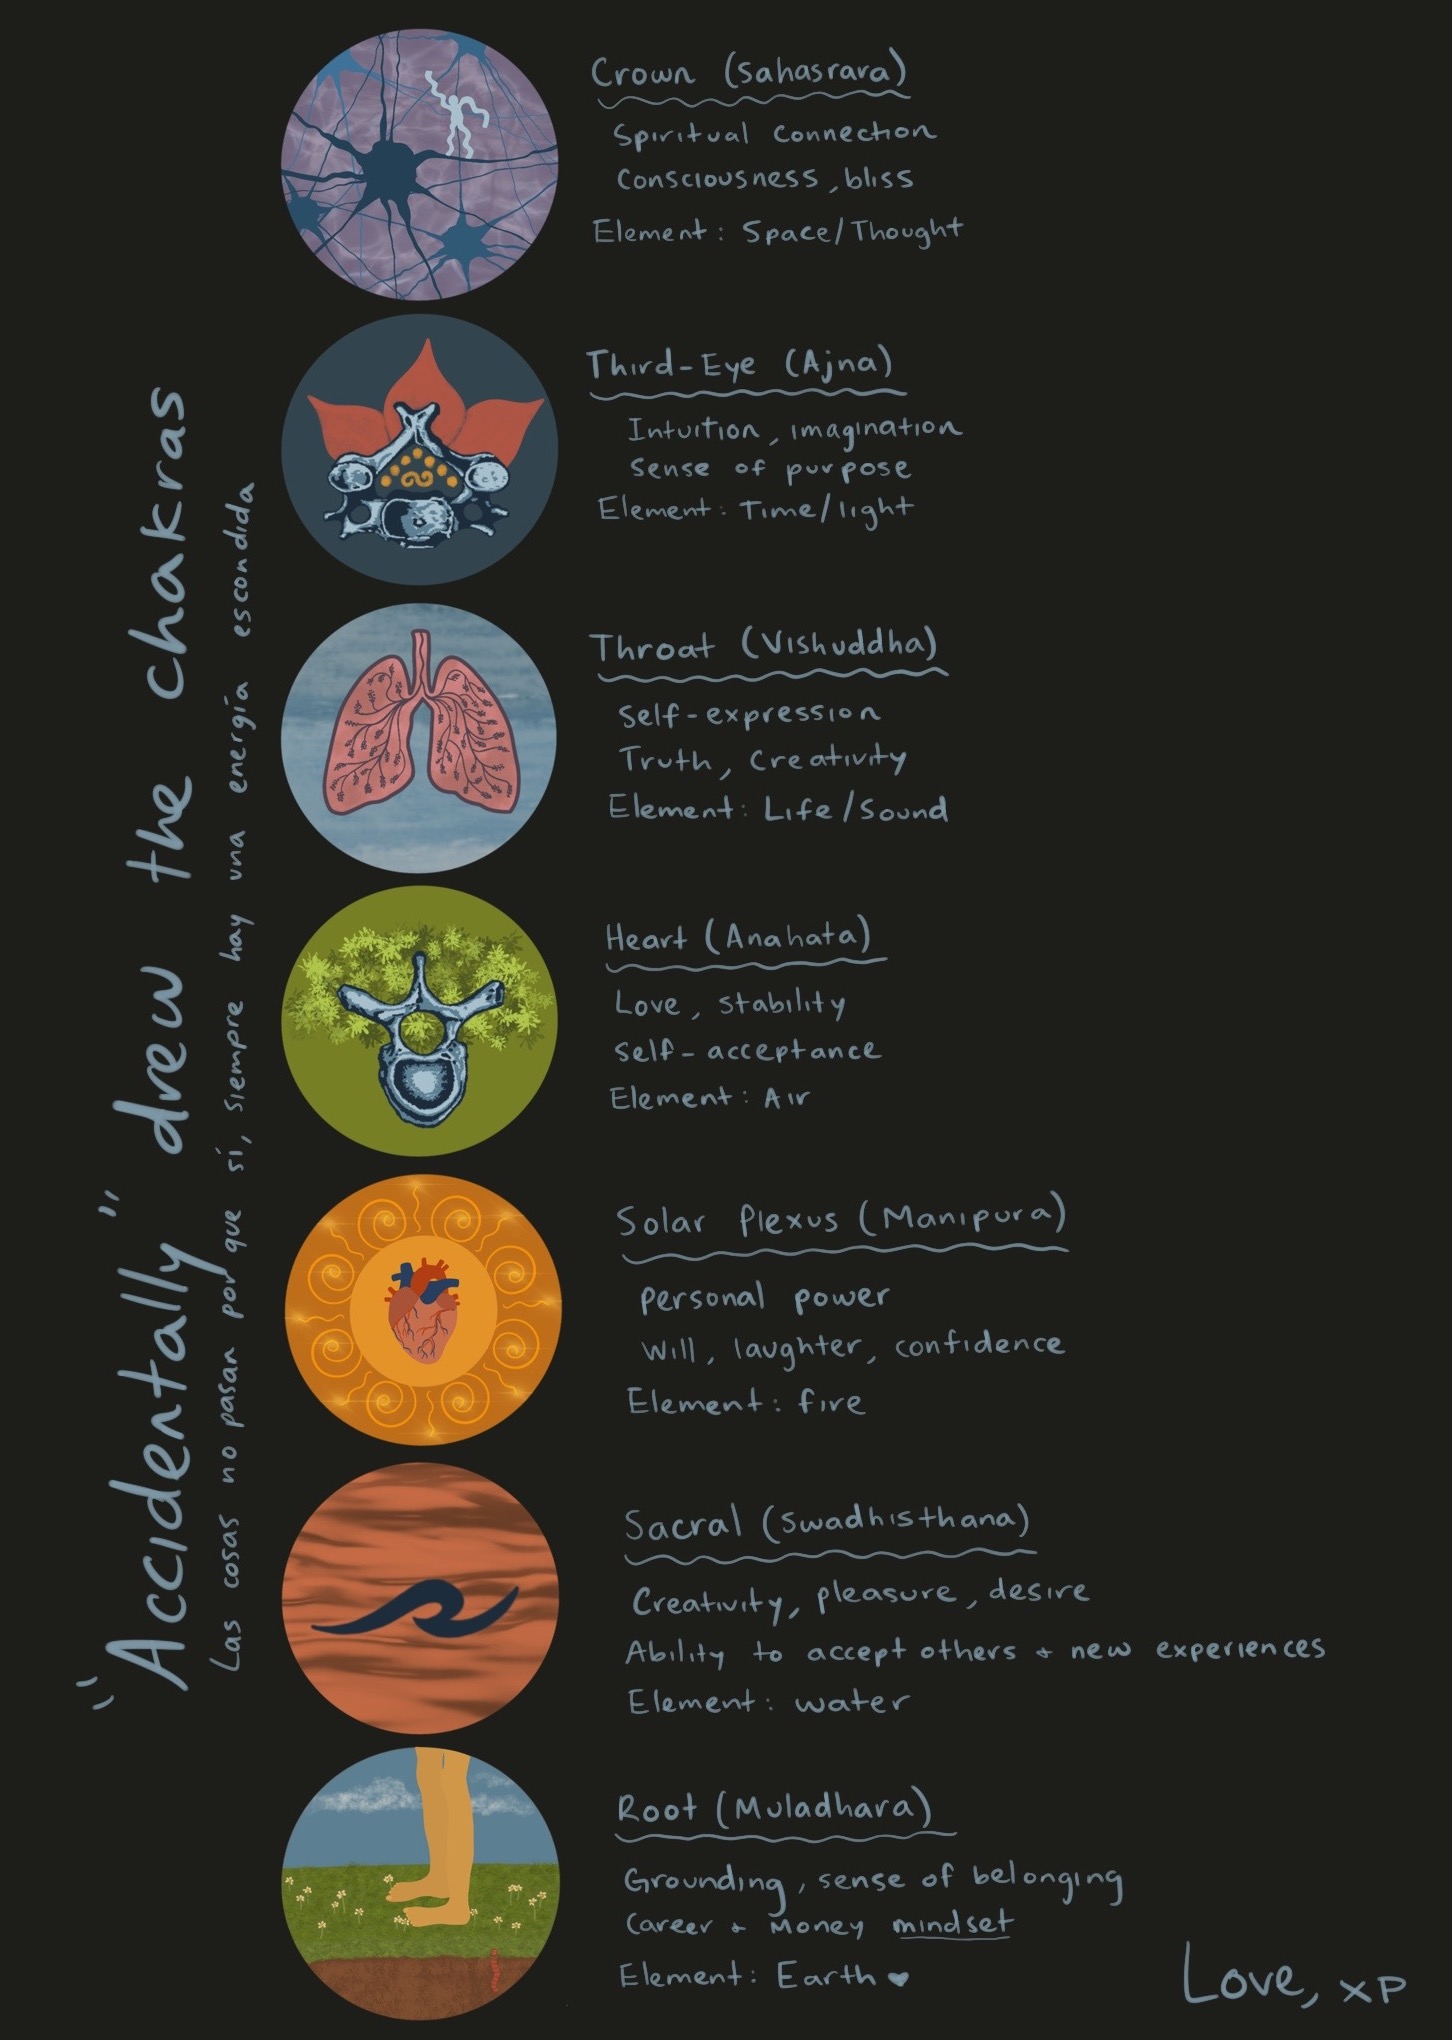 "Accidentally" drew the chakras
Las cosas no pasan por que sí, siempre hay una energía escondida
Crown (Sahasrara)
Spiritual connection
Consciousness, bliss
Element: Space/Thought
Third-Eye (Ajna)
Intuition, imagination
Sense of purpose
Element: Time/light
Throat (Vishuddha)
Self-expression
Truth, Creativity
Element: Life/Sound
Heart (Anahata)
Love, Stability
Self-acceptance
Element: Air
Solar Plexus (Manipura)
Personal power
Will, laughter, confidence
Element: fire
Sacral (Swadhisthana)
Creativity, pleasure, desire
Ability to accept others + new experiences
Element: water
Root (Muladhara)
Grounding, sense of belonging
Career + Money mindset
Element: Earth ♥
Love, XP